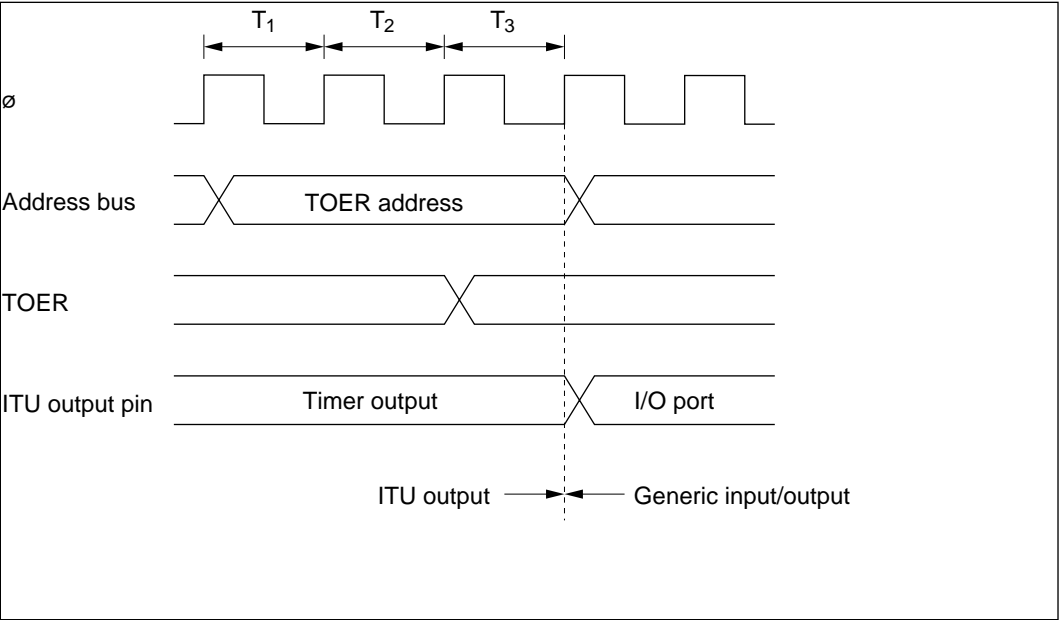 T₁ T₂ T₃
ø
Address bus TOER address
TOER
ITU output pin Timer output I/O port
ITU output Generic input/output